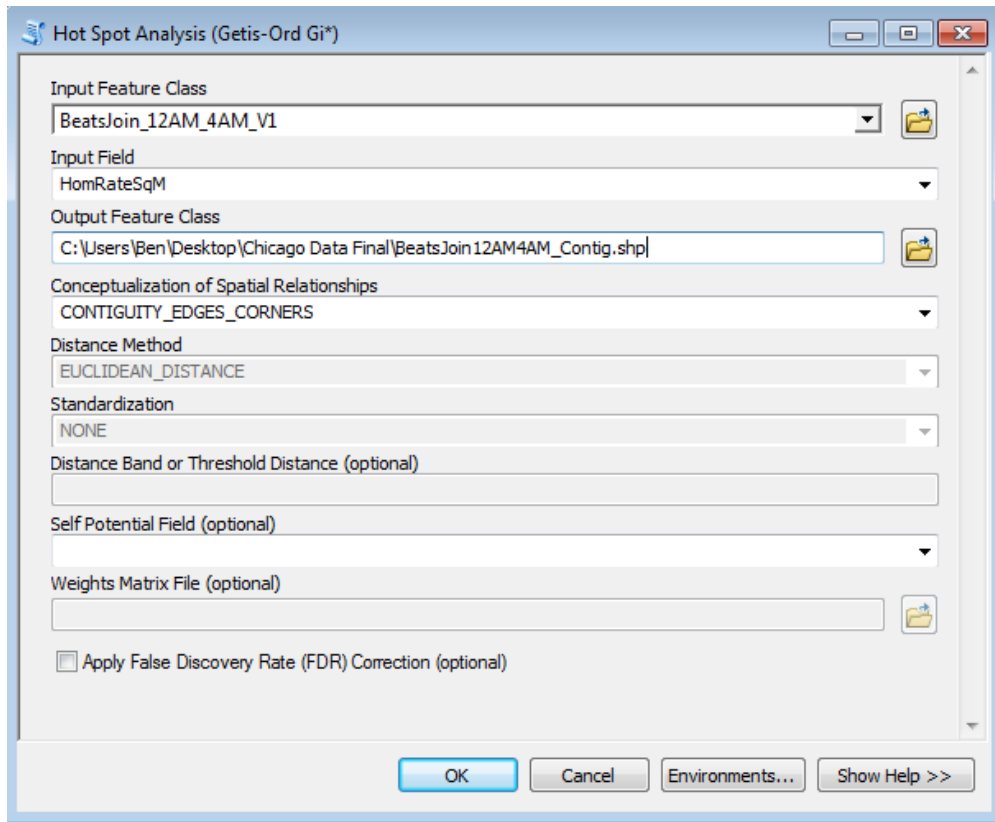 Hot Spot Analysis (Getis-Ord Gi*)
Input Feature Class
BeatsJoin_12AM_4AM_V1
Input Field
HomRateSqM
Output Feature Class
C:\Users\Ben\Desktop\Chicago Data Final\BeatsJoin12AM4AM_Contig.shp
Conceptualization of Spatial Relationships
CONTIGUITY_EDGES_CORNERS
Distance Method
EUCLIDEAN_DISTANCE
Standardization
NONE
Distance Band or Threshold Distance (optional)
Self Potential Field (optional)
Weights Matrix File (optional)
Apply False Discovery Rate (FDR) Correction (optional)
OK Cancel Environments... Show Help >>